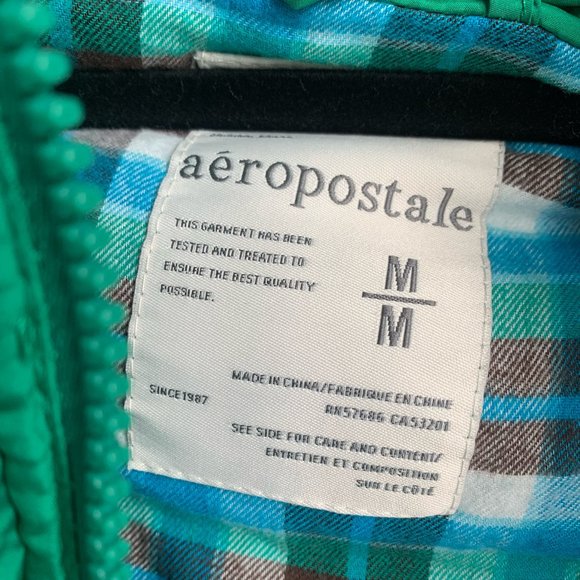 aéropostale
THIS GARMENT HAS BEEN
TESTED AND TREATED TO
ENSURE THE BEST QUALITY
POSSIBLE.
M
M
MADE IN CHINA/FABRIQUE EN CHINE
RN57686 CA53201
SINCE 1987
SEE SIDE FOR CARE AND CONTENT/
ENTRETIEN ET COMPOSITION
SUR LE CÔTÉ